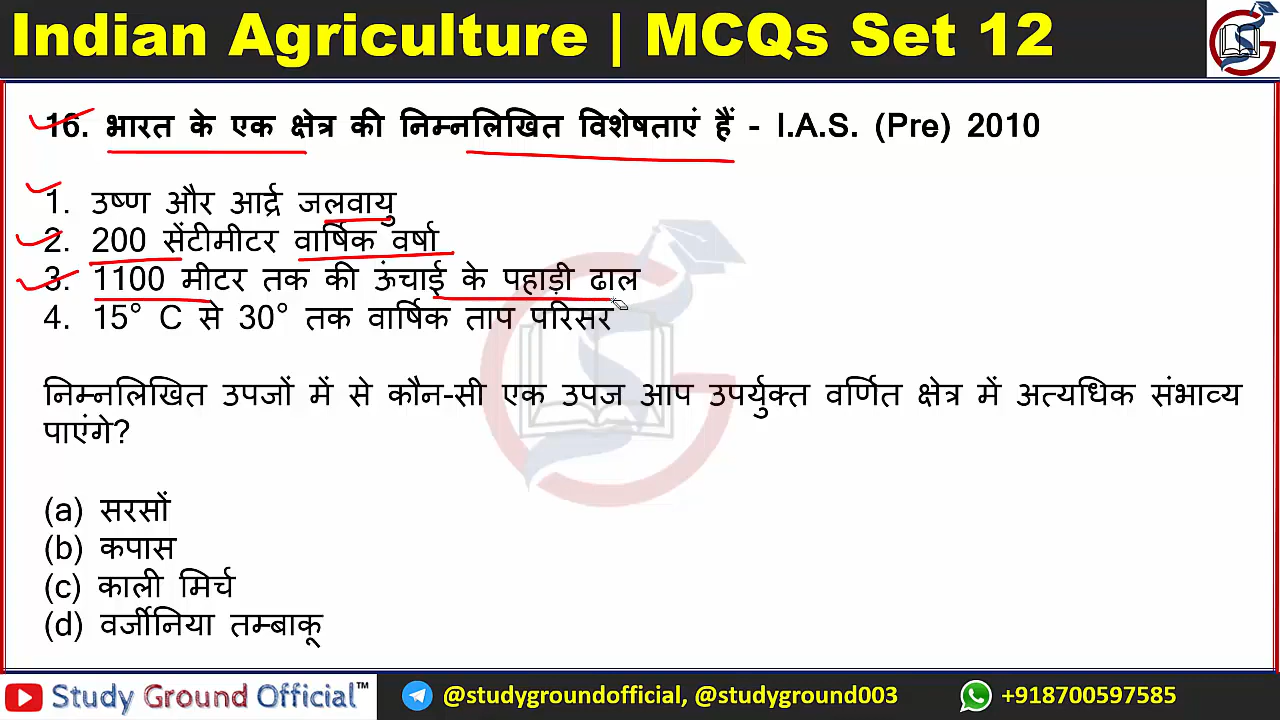 Indian Agriculture | MCQs Set 12
16. भारत के एक क्षेत्र की निम्नलिखित विशेषताएं हैं - I.A.S. (Pre) 2010
1. उष्ण और आर्द्र जलवायु
2. 200 सेंटीमीटर वार्षिक वर्षा
3. 1100 मीटर तक की ऊंचाई के पहाड़ी ढाल
4. 15° C से 30° तक वार्षिक ताप परिसर
निम्नलिखित उपजों में से कौन-सी एक उपज आप उपर्युक्त वर्णित क्षेत्र में अत्यधिक संभाव्य
पाएंगे?
(a) सरसों
(b) कपास
(c) काली मिर्च
(d) वर्जीनिया तम्बाकू
Study Ground Official™ @studygroundofficial, @studyground003 +918700597585